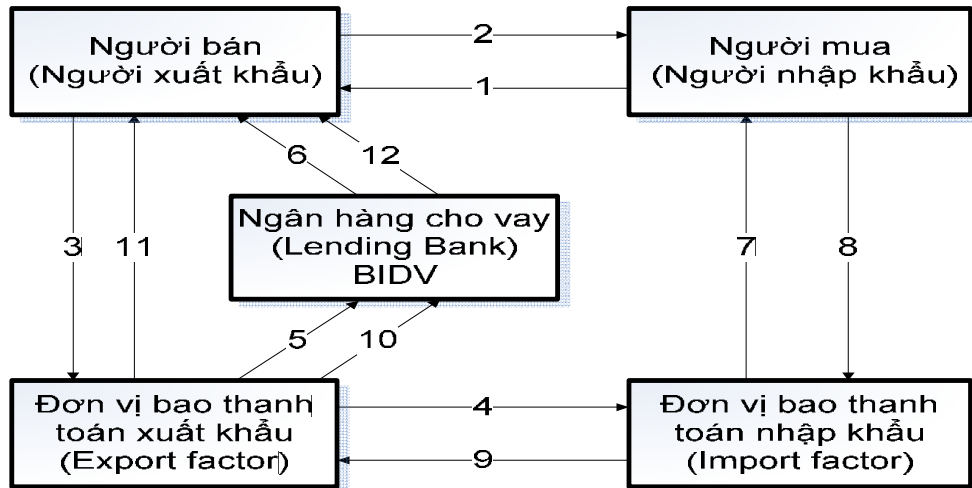 Người bán
(Người xuất khẩu)
2
Người mua
(Người nhập khẩu)
1
6
12
Ngân hàng cho vay
(Lending Bank)
BIDV
3
11
7
8
5
10
Đơn vị bao thanh
toán xuất khẩu
(Export factor)
4
9
Đơn vị bao thanh
toán nhập khẩu
(Import factor)